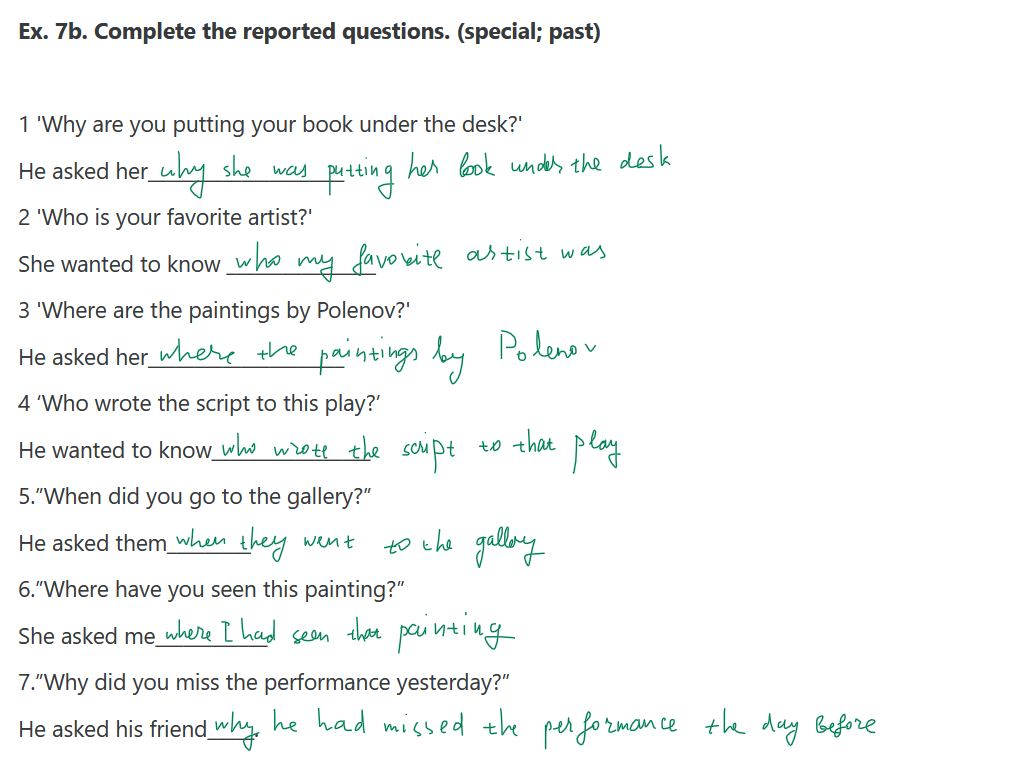 Ex. 7b. Complete the reported questions. (special; past)
1 'Why are you putting your book under the desk?'
He asked her why she was putting her book under the desk
2 'Who is your favorite artist?'
She wanted to know who my favorite artist was
3 'Where are the paintings by Polenov?'
He asked her where the paintings by Polenov
4 ‘Who wrote the script to this play?’
He wanted to know who wrote the script to that play
5.”When did you go to the gallery?”
He asked them when they went to the gallery
6.”Where have you seen this painting?”
She asked me where I had seen that painting
7.”Why did you miss the performance yesterday?”
He asked his friend why he had missed the performance the day before